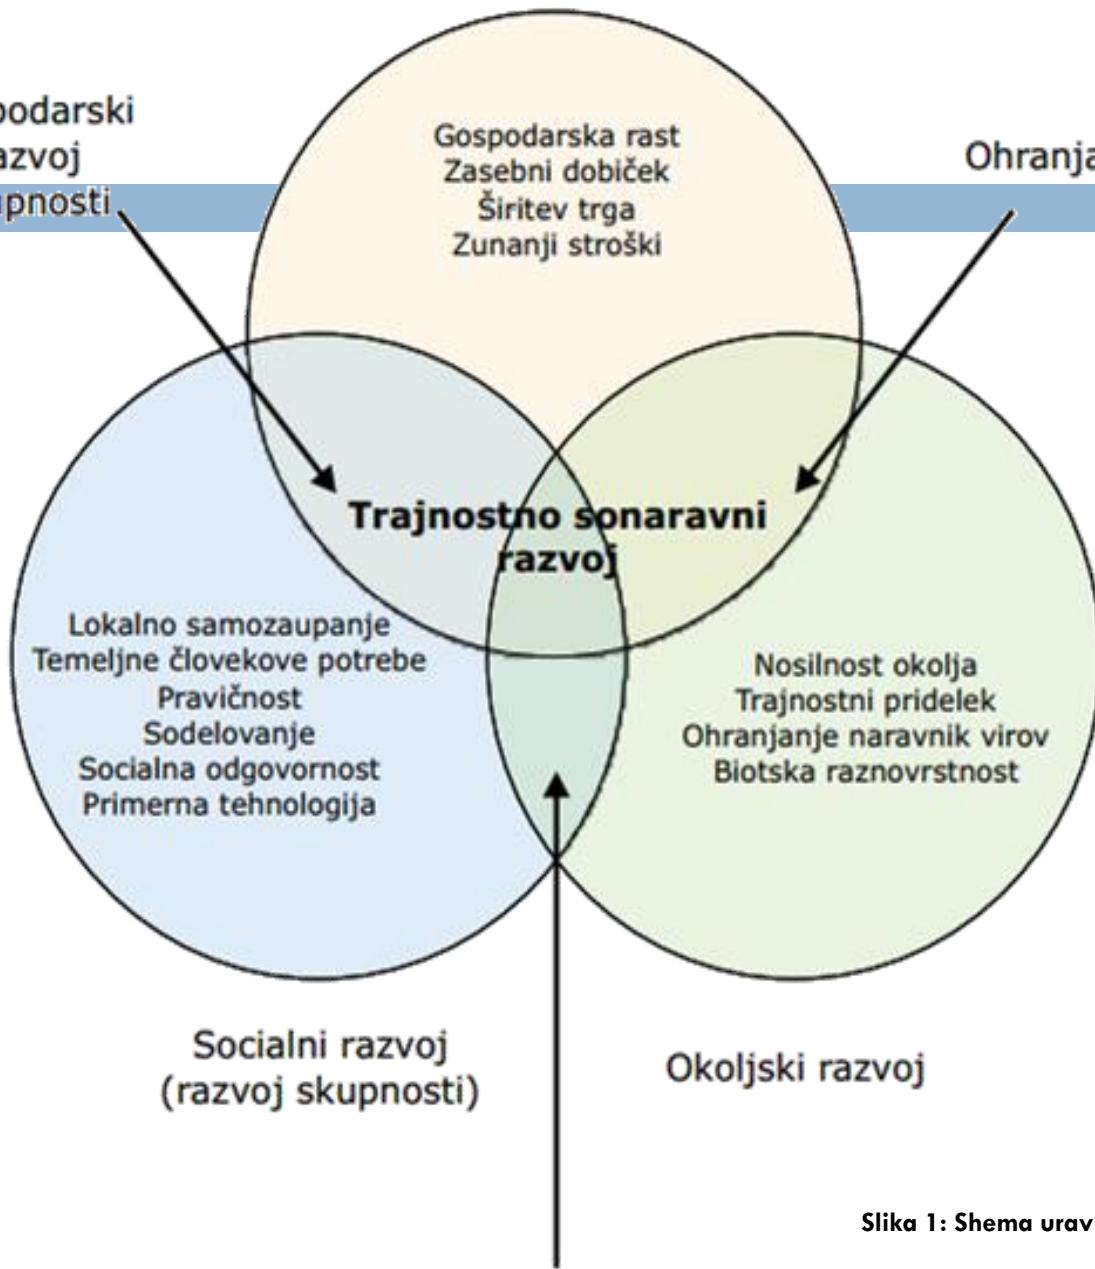 podarski
azvoj
upnosti
Gospodarska rast
Zasebni dobiček
Širitev trga
Zunanji stroški
Ohranja
Trajnostno sonaravni
razvoj
Lokalno samozaupanje
Temeljne človekove potrebe
Pravičnost
Sodelovanje
Socialna odgovornost
Primerna tehnologija
Nosilnost okolja
Trajnostni pridelek
Ohranjanje naravnik virov
Biotska raznovrstnost
Socialni razvoj
(razvoj skupnosti)
Okoljski razvoj
Slika 1: Shema urav